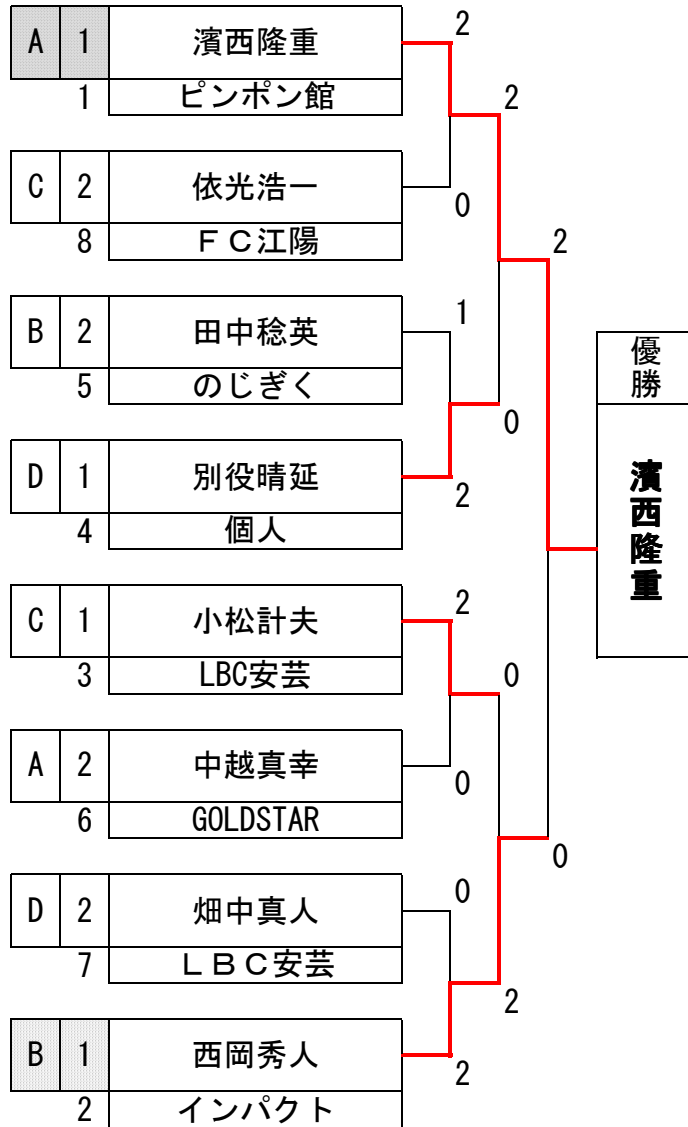 A 1 濱西隆重 2
1 ピンポン館 2
C 2 依光浩一 0
8 ＦＣ江陽 2
B 2 田中稔英 1
5 のじぎく 0
D 1 別役晴延 2
4 個人
優勝
濱西隆重
C 1 小松計夫 2
3 LBC安芸 0
A 2 中越真幸 0
6 GOLDSTAR 0
D 2 畑中真人 0
7 ＬＢＣ安芸 2
B 1 西岡秀人 2
2 インパクト